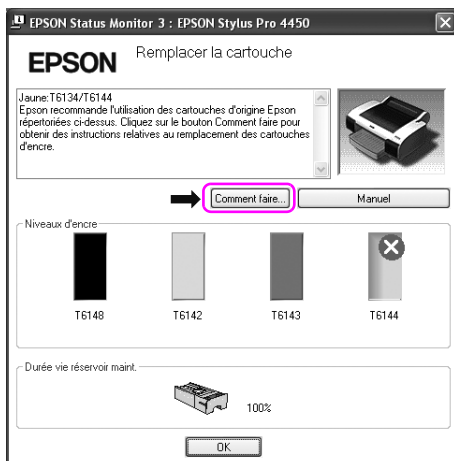 EPSON Status Monitor 3 : EPSON Stylus Pro 4450
EPSON
Remplacer la cartouche
Jaune:T6134/T6144
Epson recommande l'utilisation des cartouches d'origine Epson
répertoriées ci-dessus. Cliquez sur le bouton Comment faire pour
obtenir des instructions relatives au remplacement des cartouches
d'encre.
Comment faire...
Manuel
Niveaux d'encre
T6148
T6142
T6143
T6144
Durée vie réservoir maint.
100%
OK